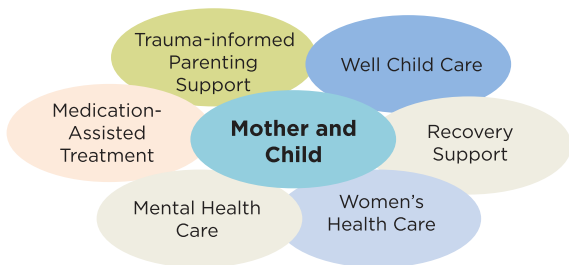 Trauma-informed
Parenting
Support
Well Child Care
Medication-
Assisted
Treatment
Mother and
Child
Recovery
Support
Mental Health
Care
Women’s
Health Care